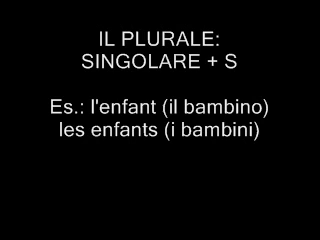 IL PLURALE:
SINGOLARE + S
Es.: l'enfant (il bambino)
les enfants (i bambini)